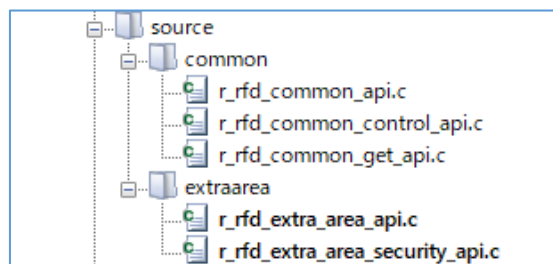 source
common
r_rfd_common_api.c
r_rfd_common_control_api.c
r_rfd_common_get_api.c
extraarea
r_rfd_extra_area_api.c
r_rfd_extra_area_security_api.c